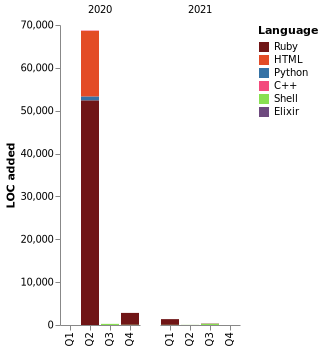 2020
2021
LOC added
70,000
60,000
50,000
40,000
30,000
20,000
10,000
0
Q1 Q2 Q3 Q4
Q1 Q2 Q3 Q4
Language
Ruby
HTML
Python
C++
Shell
Elixir